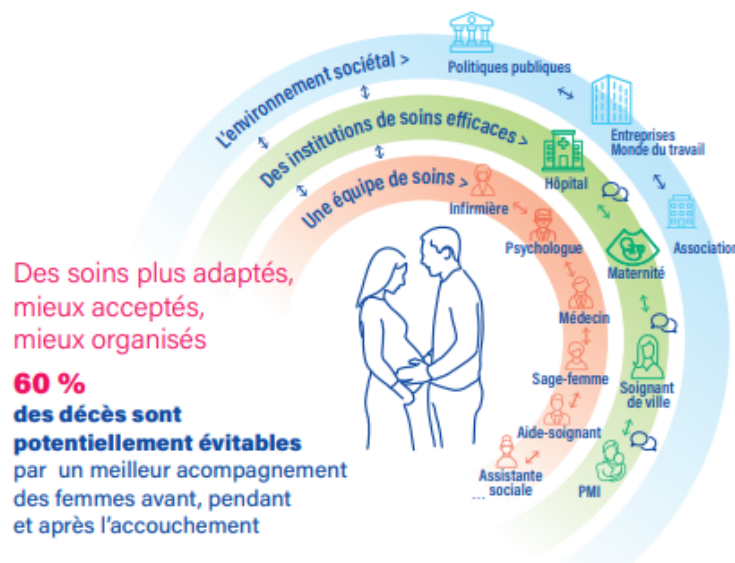 L'environnement sociétal >
Politiques publiques
Entreprises
Monde du travail
Association
Des institutions de soins efficaces >
Hôpital
Maternité
Soignant
de ville
PMI
Une équipe de soins >
Infirmière
Psychologue
Médecin
Sage-femme
Aide-soignant
Assistante
sociale
...
Des soins plus adaptés,
mieux acceptés,
mieux organisés
60 %
des décès sont
potentiellement évitables
par un meilleur acompagnement
des femmes avant, pendant
et après l'accouchement